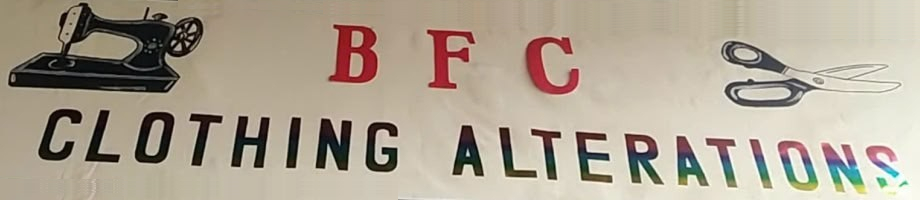 B F C
CLOTHING ALTERATIONS